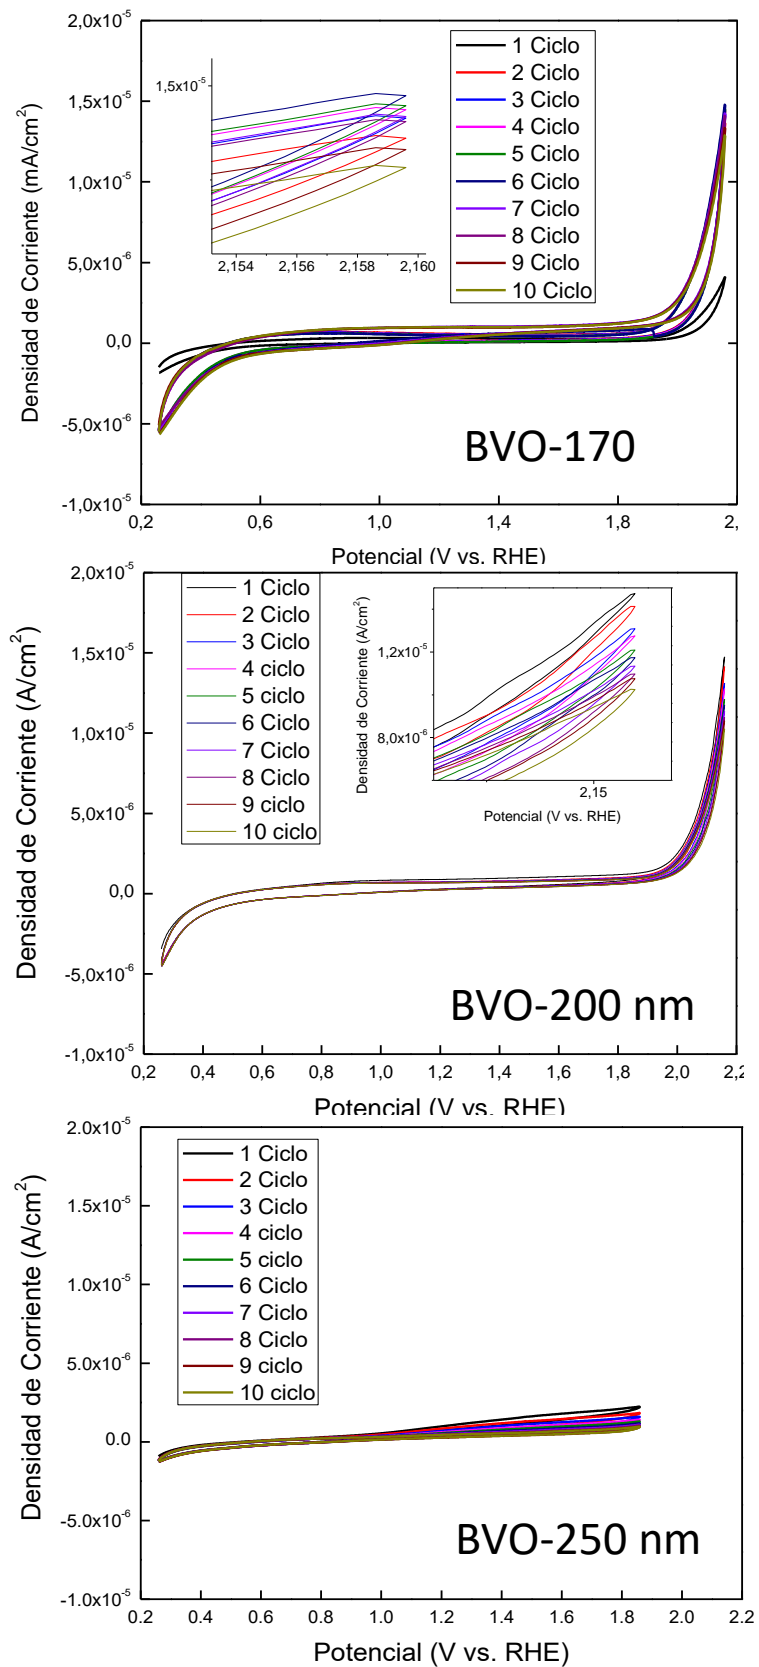 2,0x10-5
1,5x10-5
1,0x10-5
5,0x10-6
0,0
-5,0x10-6
-1,0x10-5
Densidad de Corriente (mA/cm2)
1,5x10-5
2,154 2,156 2,158 2,160
1 Ciclo
2 Ciclo
3 Ciclo
4 Ciclo
5 Ciclo
6 Ciclo
7 Ciclo
8 Ciclo
9 Ciclo
10 Ciclo
BVO-170
0,2 0,6 1,0 1,4 1,8 2,
Potencial (V vs. RHE)
2,0x10-5
1,5x10-5
1,0x10-5
5,0x10-6
0,0
-5,0x10-6
-1,0x10-5
Densidad de Corriente (A/cm2)
1 Ciclo
2 Ciclo
3 Ciclo
4 ciclo
5 ciclo
6 Ciclo
7 Ciclo
8 Ciclo
9 ciclo
10 ciclo
Densidad de Corriente (A/cm2)
1,2x10-5
8,0x10-6
2,15
Potencial (V vs. RHE)
BVO-200 nm
0,2 0,4 0,6 0,8 1,0 1,2 1,4 1,6 1,8 2,0 2,2
Potencial (V vs. RHE)
2.0x10-5
1.5x10-5
1.0x10-5
5.0x10-6
0.0
-5.0x10-6
-1.0x10-5
Densidad de Corriente (A/cm2)
1 Ciclo
2 Ciclo
3 Ciclo
4 ciclo
5 ciclo
6 Ciclo
7 Ciclo
8 Ciclo
9 ciclo
10 ciclo
BVO-250 nm
0.2 0.4 0.6 0.8 1.0 1.2 1.4 1.6 1.8 2.0 2.2
Potencial (V vs. RHE)